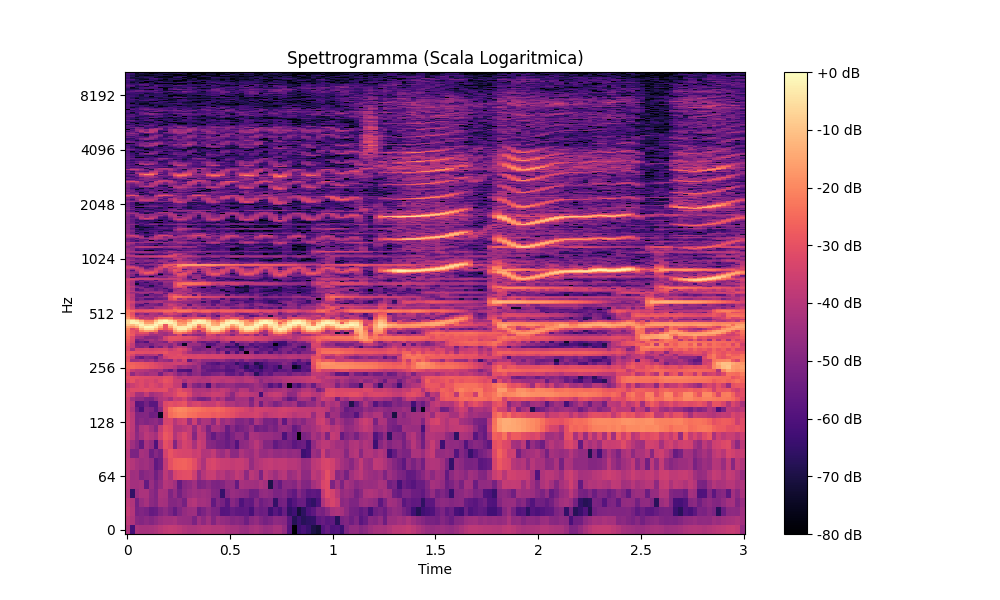 Spettrogramma (Scala Logaritmica)
Hz
8192
4096
2048
1024
512
256
128
64
0
0 0.5 1 1.5 2 2.5 3
Time
+0 dB
-10 dB
-20 dB
-30 dB
-40 dB
-50 dB
-60 dB
-70 dB
-80 dB